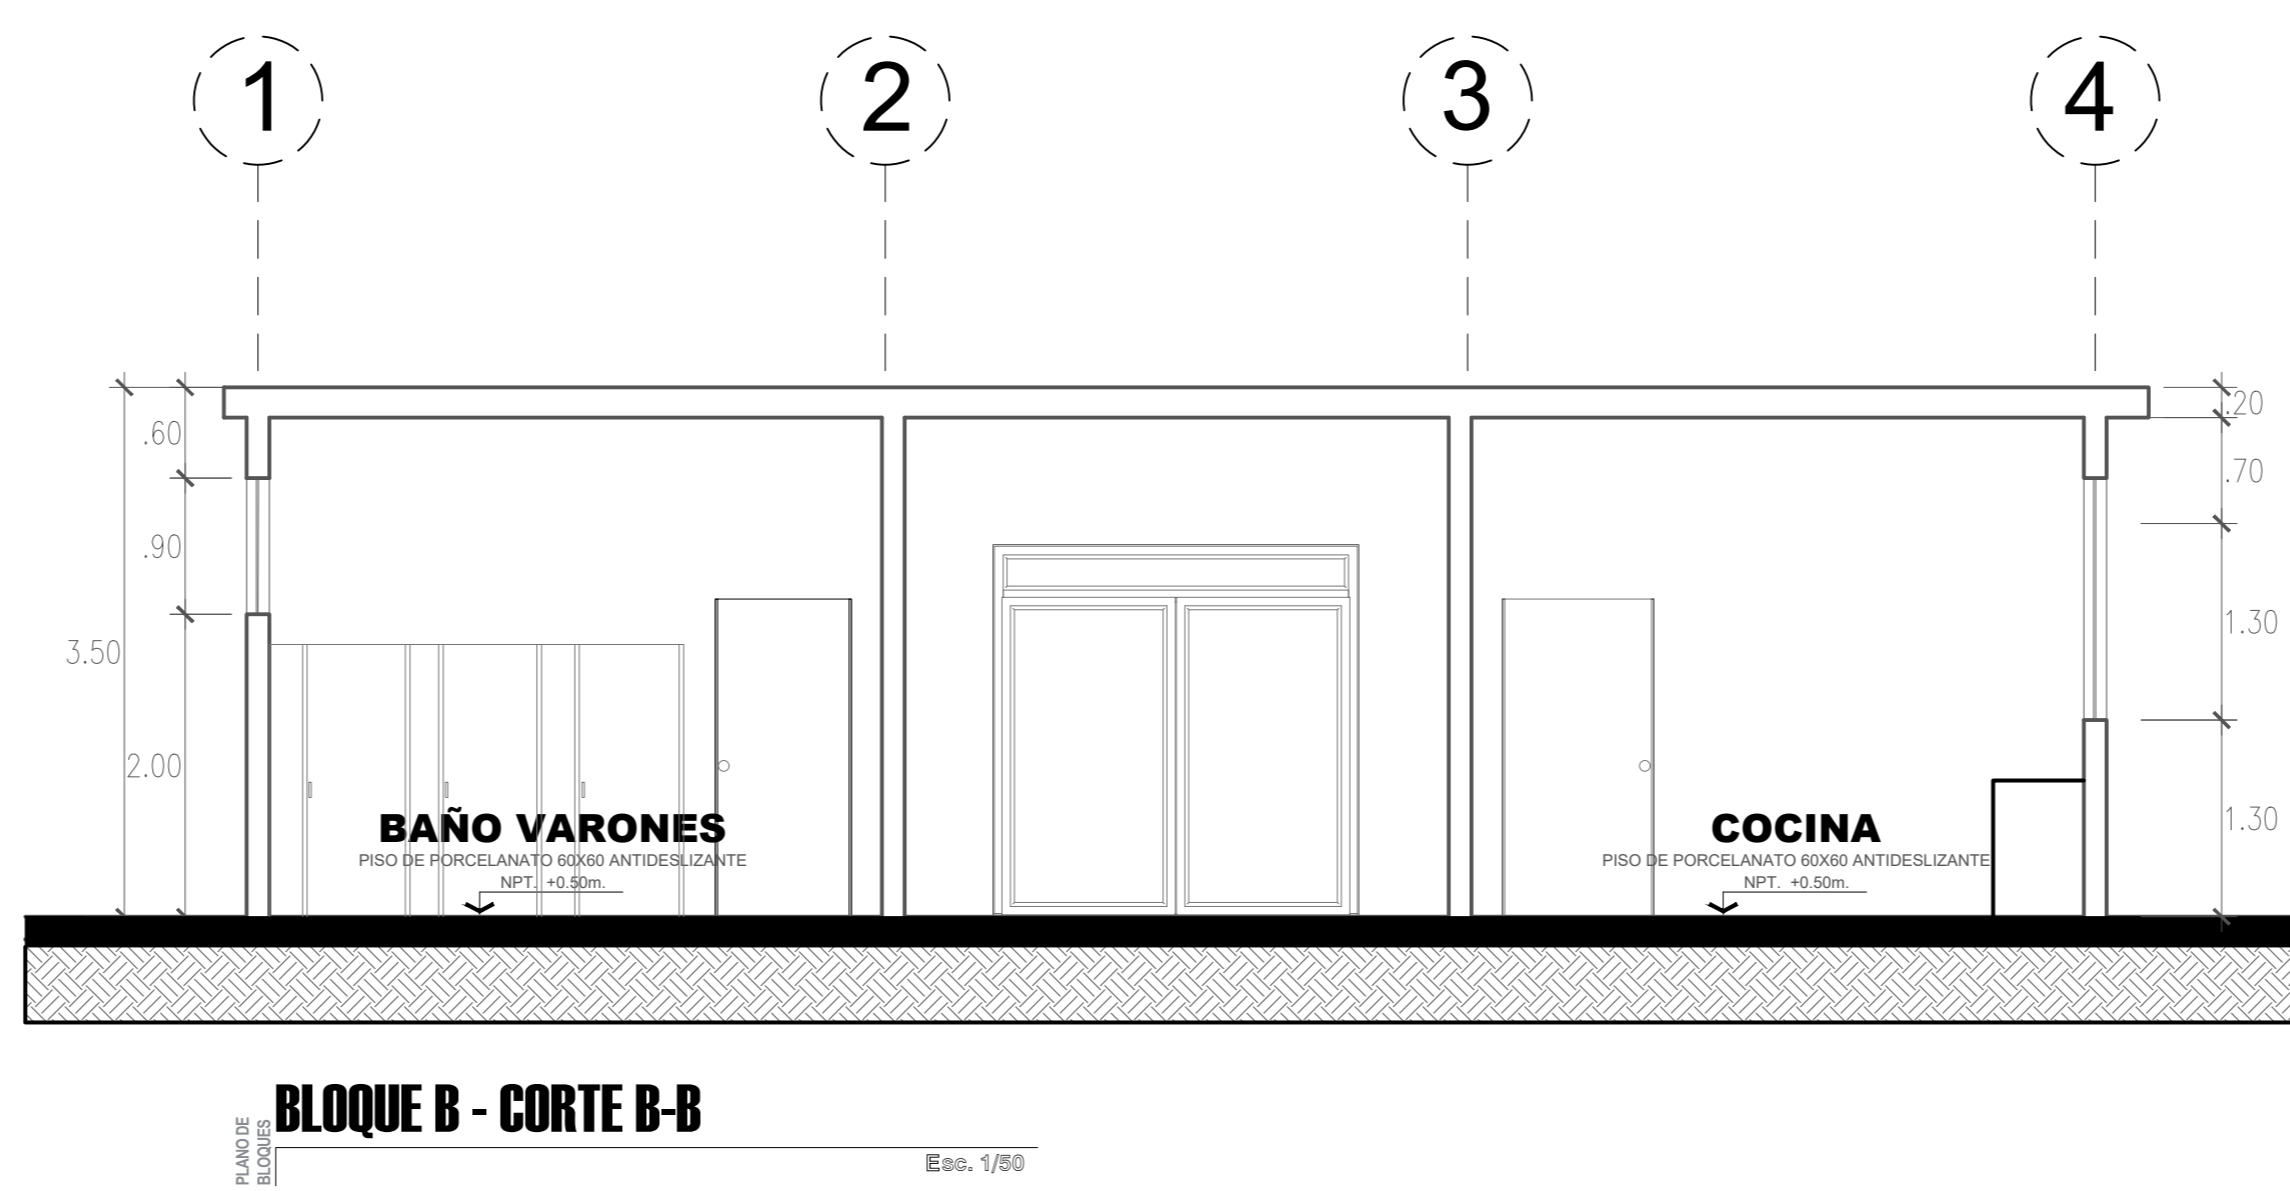 1
2
3
4
.60
.90
3.50
2.00
.20
.70
1.30
1.30
BAÑO VARONES
PISO DE PORCELANATO 60X60 ANTIDESLIZANTE
NPT. +0.50m.
COCINA
PISO DE PORCELANATO 60X60 ANTIDESLIZANTE
NPT. +0.50m.
PLANO DE
BLOQUES
BLOQUE B - CORTE B-B
Esc. 1/50